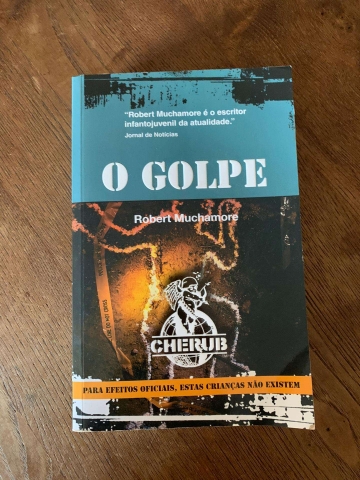 “Robert Muchamore é o escritor
infantojuvenil da atualidade.”
Jornal de Notícias
O GOLPE
Robert Muchamore
CHERUB
PARA EFEITOS OFICIAIS, ESTAS CRIANÇAS NÃO EXISTEM